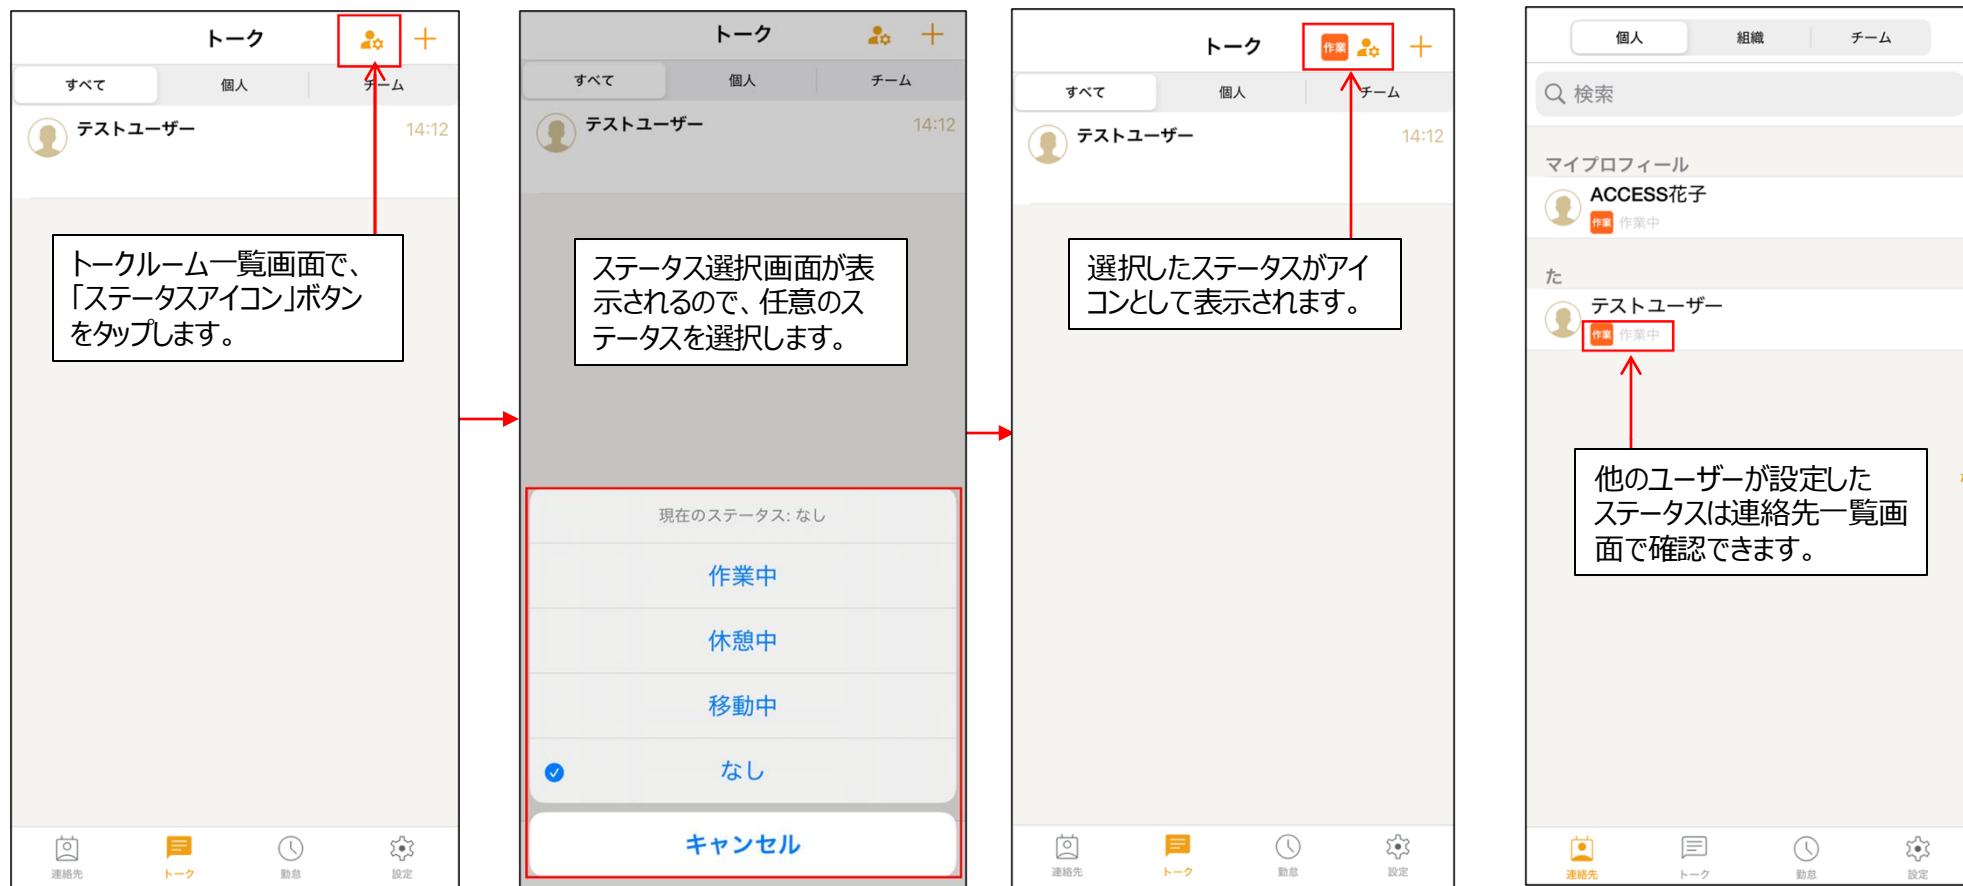 トーク
すべて
個人
チーム
テストユーザー
14:12
トークルーム一覧画面で、
「ステータスアイコン」ボタン
をタップします。
連絡先
トーク
勤怠
設定
トーク
すべて
個人
チーム
テストユーザー
14:12
ステータス選択画面が表
示されるので、任意のス
テータスを選択します。
現在のステータス: なし
作業中
休憩中
移動中
なし
キャンセル
トーク
作業
すべて
個人
チーム
テストユーザー
14:12
選択したステータスがアイ
コンとして表示されます。
連絡先
トーク
勤怠
設定
個人
組織
チーム
検索
マイプロフィール
ACCESS花子
作業 作業中
た
テストユーザー
作業 作業中
他のユーザーが設定した
ステータスは連絡先一覧画
面で確認できます。
連絡先
トーク
勤怠
設定